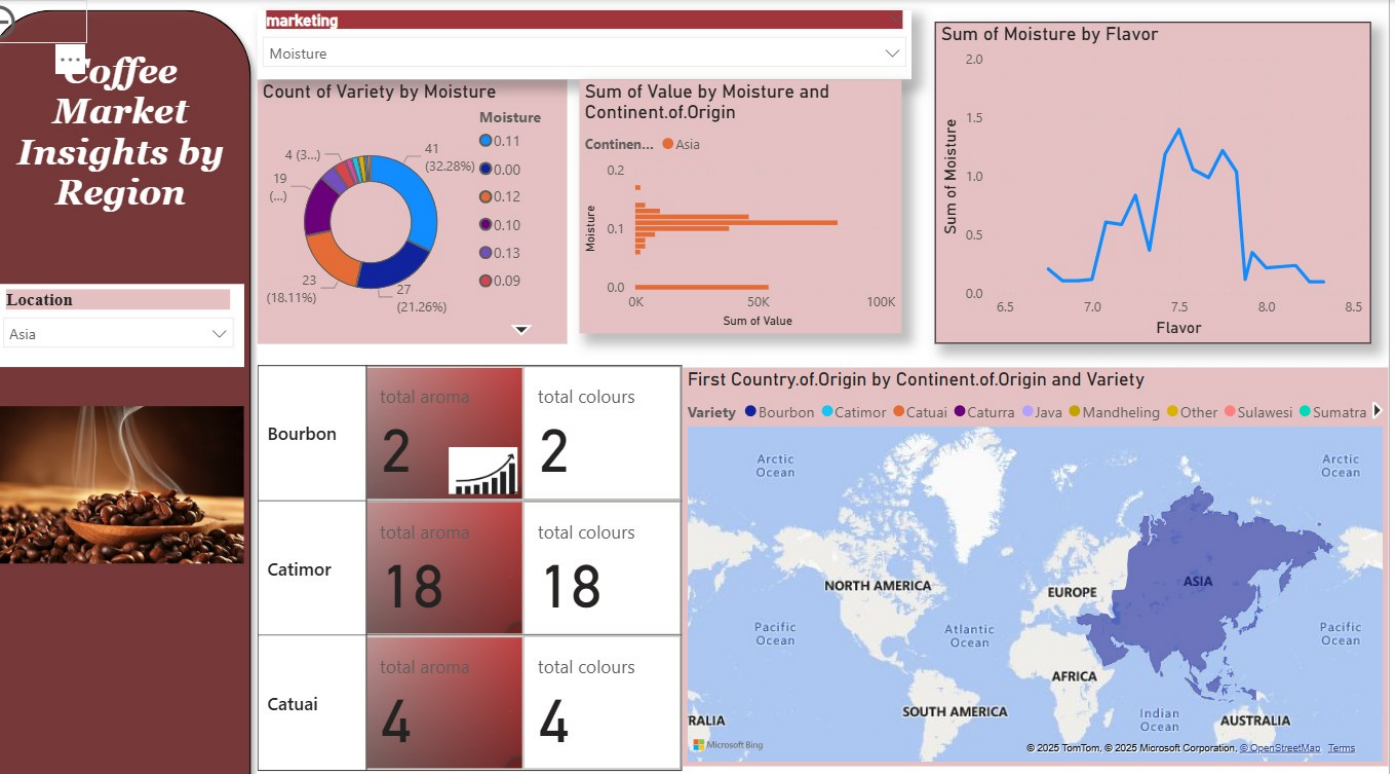 Coffee
Market
Insights by
Region
Location
Asia
marketing
Moisture
Count of Variety by Moisture
Moisture
0.11
0.00
0.12
0.10
0.13
0.09
41
(32.28%)
27
(21.26%)
23
(18.11%)
19
(...)
4 (3...)
Sum of Value by Moisture and
Continent.of.Origin
Continen... Asia
Moisture
0.2
0.1
0.0
0K 50K 100K
Sum of Value
Sum of Moisture by Flavor
Sum of Moisture
2.0
1.5
1.0
0.5
0.0
6.5 7.0 7.5 8.0 8.5
Flavor
Bourbon
total aroma
2
total colours
2
Catimor
total aroma
18
total colours
18
Catuai
total aroma
4
total colours
4
First Country.of.Origin by Continent.of.Origin and Variety
Variety Bourbon Catimor Catuai Caturra Java Mandheling Other Sulawesi Sumatra
Arctic
Ocean
Arctic
Ocean
NORTH AMERICA
EUROPE
ASIA
Pacific
Ocean
Atlantic
Ocean
Pacific
Ocean
AFRICA
SOUTH AMERICA
Indian
Ocean
RALIA
AUSTRALIA
Microsoft Bing
© 2025 TomTom, © 2025 Microsoft Corporation, © OpenStreetMap Terms